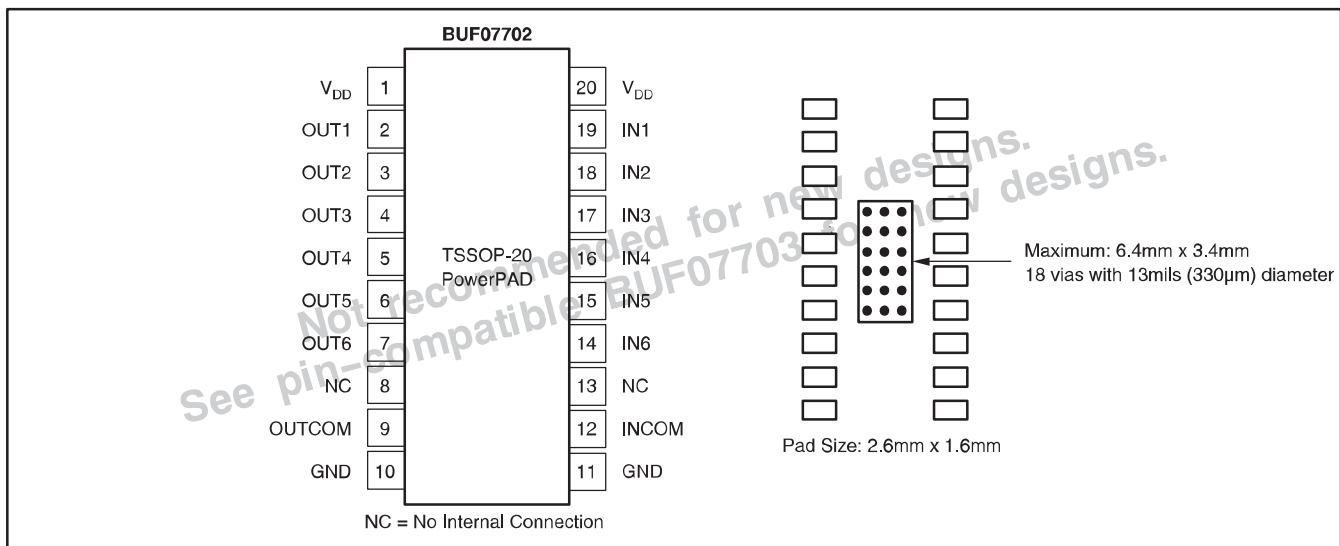 BUF07702
V_DD 1 20 V_DD
OUT1 2 19 IN1
OUT2 3 18 IN2
OUT3 4 17 IN3
OUT4 5 16 IN4
OUT5 6 15 IN5
OUT6 7 14 IN6
NC 8 13 NC
OUTCOM 9 12 INCOM
GND 10 11 GND
TSSOP-20
PowerPAD
NC = No Internal Connection
Maximum: 6.4mm x 3.4mm
18 vias with 13mils (330µm) diameter
Pad Size: 2.6mm x 1.6mm
Not recommended for new designs.
See pin-compatible BUF07703 for new designs.